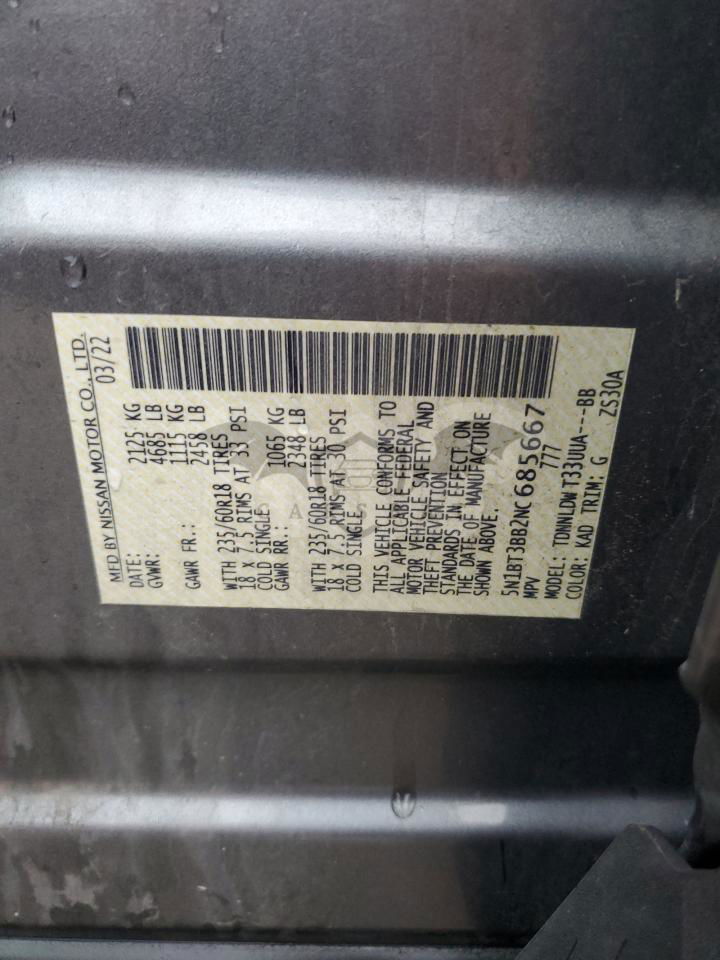 MFD BY NISSAN MOTOR CO., LTD.
DATE: 03/22
GVWR: 2125 KG
4685 LB
GAWR FR.: 1115 KG
2458 LB
WITH 235/60R18 TIRES
18 X 7.5 RIMS AT 33 PSI
COLD SINGLE
GAWR RR.: 1065 KG
2348 LB
WITH 235/60R18 TIRES
18 X 7.5 RIMS AT 30 PSI
COLD SINGLE
THIS VEHICLE CONFORMS TO
ALL APPLICABLE FEDERAL
MOTOR VEHICLE SAFETY AND
THEFT PREVENTION
STANDARDS IN EFFECT ON
THE DATE OF MANUFACTURE
SHOWN ABOVE.
5N1BT3BB2NC685667
MPV 777
MODEL: TDNNLDW T33UUA----BB
COLOR: KAD TRIM: G ZS30A